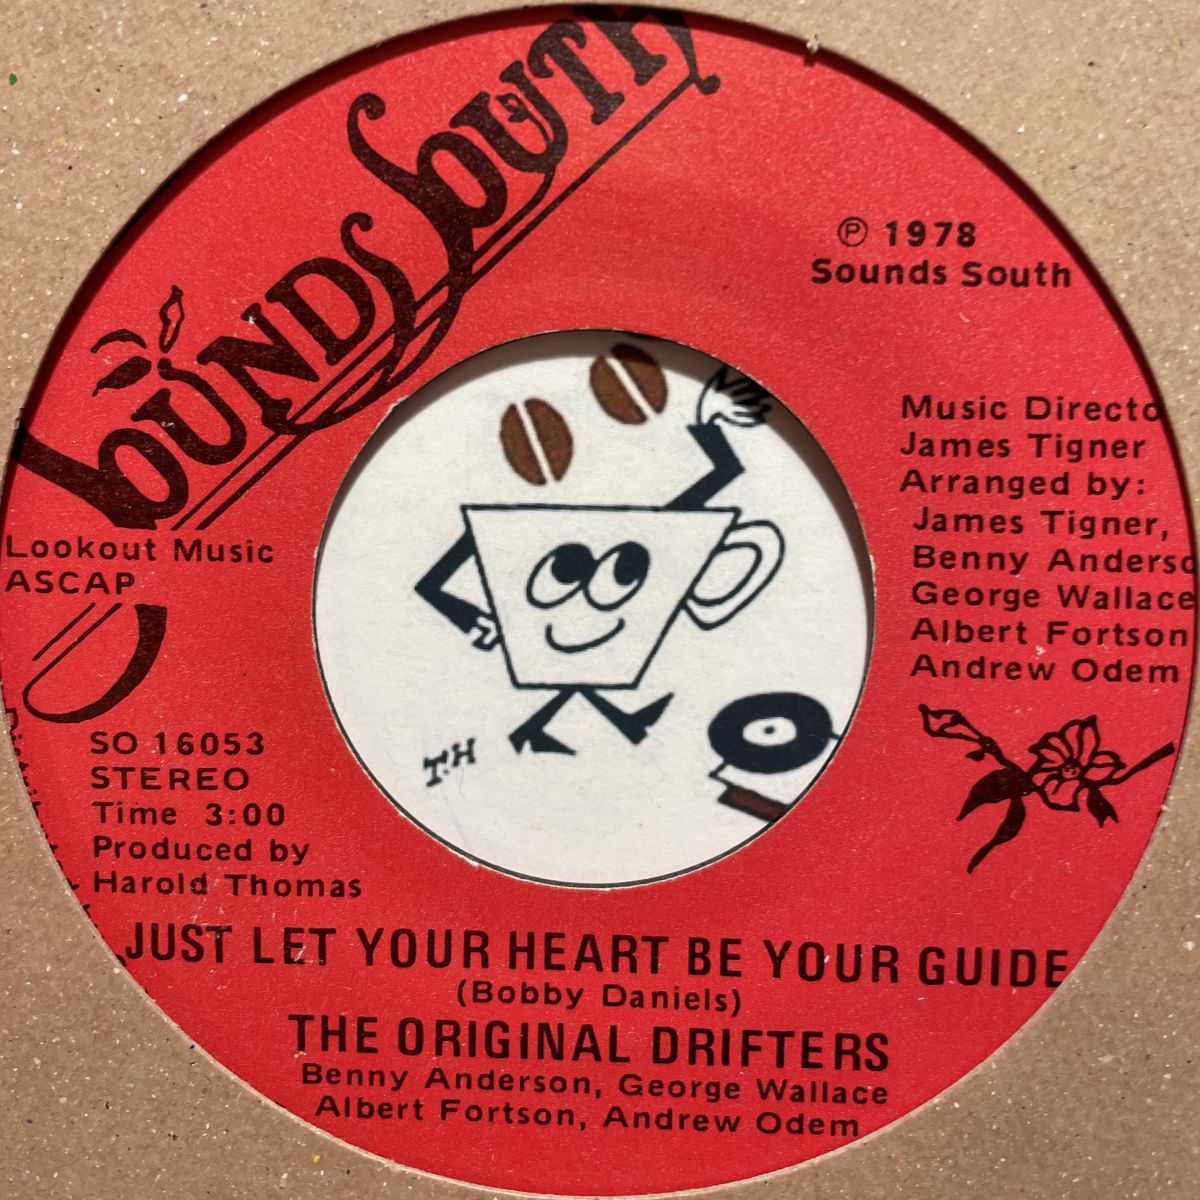 Sounds South
℗ 1978
Sounds South
Music Directo
James Tigner
Arranged by:
James Tigner,
Benny Anderso
George Wallace
Albert Fortson
Andrew Odem
Lookout Music
ASCAP
T.H
SO 16053
STEREO
Time 3:00
Produced by
Harold Thomas
JUST LET YOUR HEART BE YOUR GUIDE
(Bobby Daniels)
THE ORIGINAL DRIFTERS
Benny Anderson, George Wallace
Albert Fortson, Andrew Odem